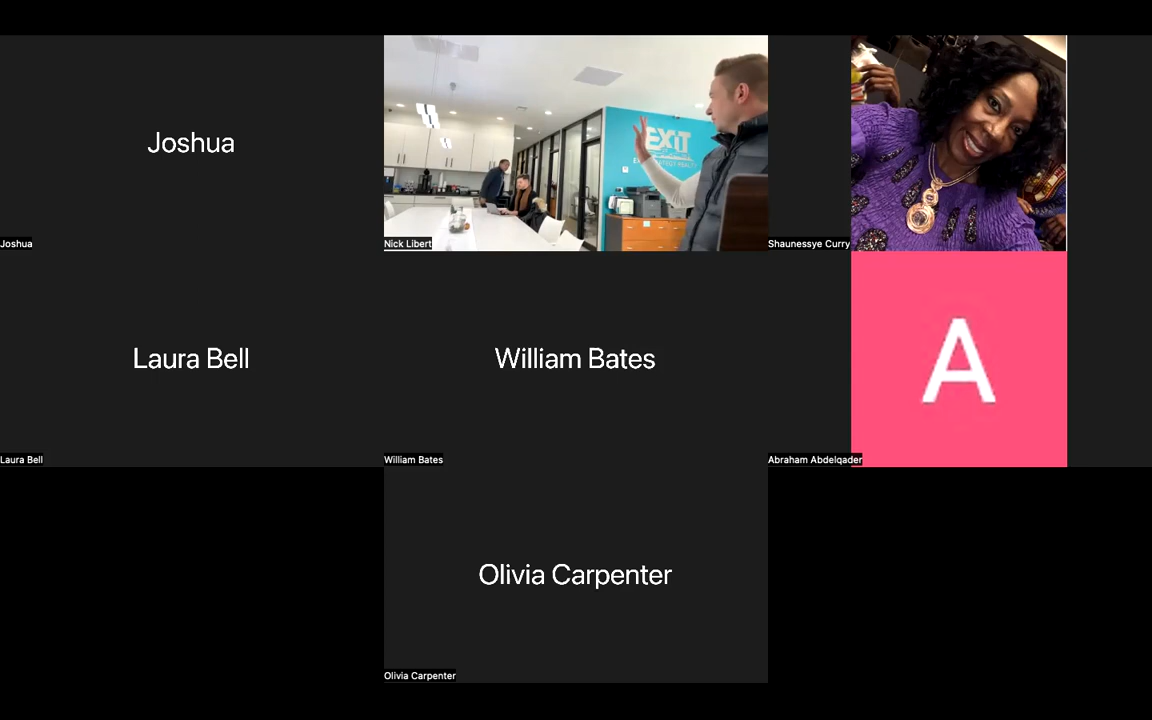 Joshua
Joshua
EXIT
Nick Libert
Shaunessye Curry
Laura Bell
Laura Bell
William Bates
William Bates
A
Abraham Abdelqader
Olivia Carpenter
Olivia Carpenter